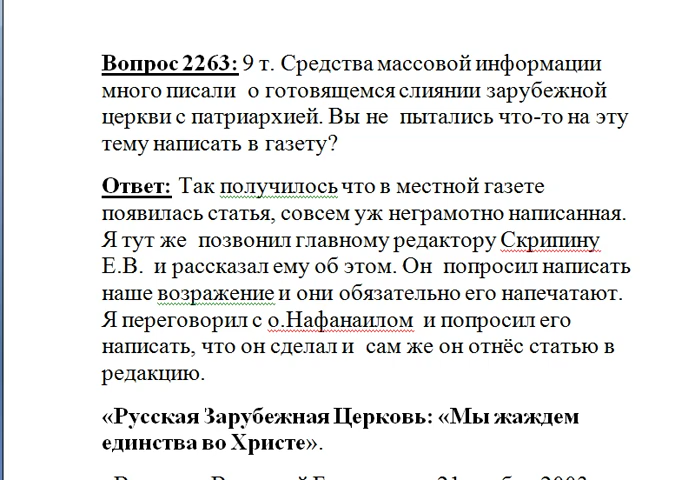 Вопрос 2263: 9 т. Средства массовой информации
много писали о готовящемся слиянии зарубежной
церкви с патриархией. Вы не пытались что-то на эту
тему написать в газету?
Ответ: Так получилось что в местной газете
появилась статья, совсем уж неграмотно написанная.
Я тут же позвонил главному редактору Скрипину
Е.В. и рассказал ему об этом. Он попросил написать
наше возражение и они обязательно его напечатают.
Я переговорил с о.Нафанаилом и попросил его
написать, что он сделал и сам же он отнёс статью в
редакцию.
«Русская Зарубежная Церковь: «Мы жаждем
единства во Христе».